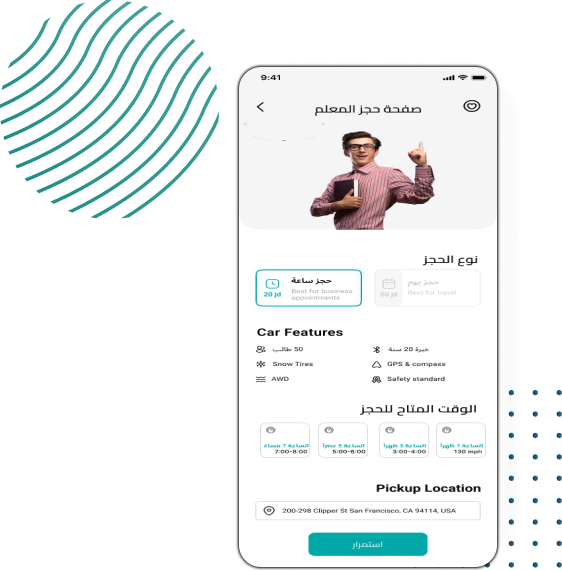 9:41
صفحة حجز المعلم
نوع الحجز
حجز ساعة
Best for business
appointments
20 jd
حجز يوم
Best for travel
50 jd
Car Features
50 طالب
خبرة 20 سنة
Snow Tires
GPS & compass
AWD
Safety standard
الوقت المتاح للحجز
الساعة 7 مساءً
7:00-8:00
الساعة 5 عصراً
5:00-6:00
الساعة 3 ظهراً
3:00-4:00
الساعة 1 ظهراً
130 mph
Pickup Location
200-298 Clipper St San Francisco, CA 94114, USA
استمرار